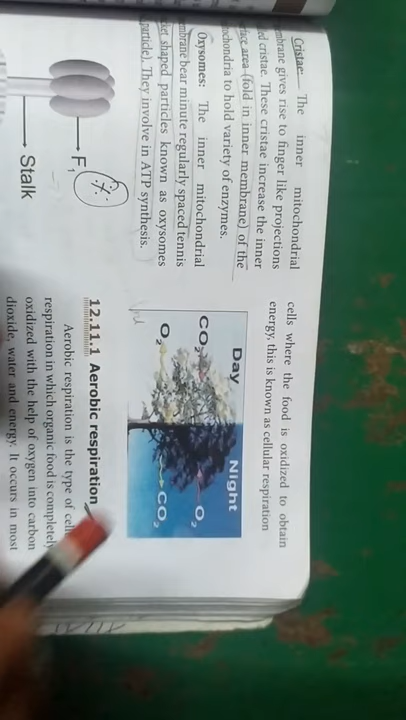 Cristae: The inner mitochondrial
membrane gives rise to finger like projections
cristae. These cristae increase the inner
area (fold in inner membrane) of the
to hold variety of enzymes.
Oxysomes: The inner mitochondrial
membrane bear minute regularly spaced tennis
shaped particles known as oxysomes
particle). They involve in ATP synthesis.
F1
Stalk
cells where the food is oxidized to obtain
energy, this is known as cellular respiration
Day Night
CO2 O2
O2 CO2
12.11.1 Aerobic respiration
Aerobic respiration is the type of
respiration in which organic food is completely
oxidized with the help of oxygen into carbon
dioxide, water and energy. It occurs in most